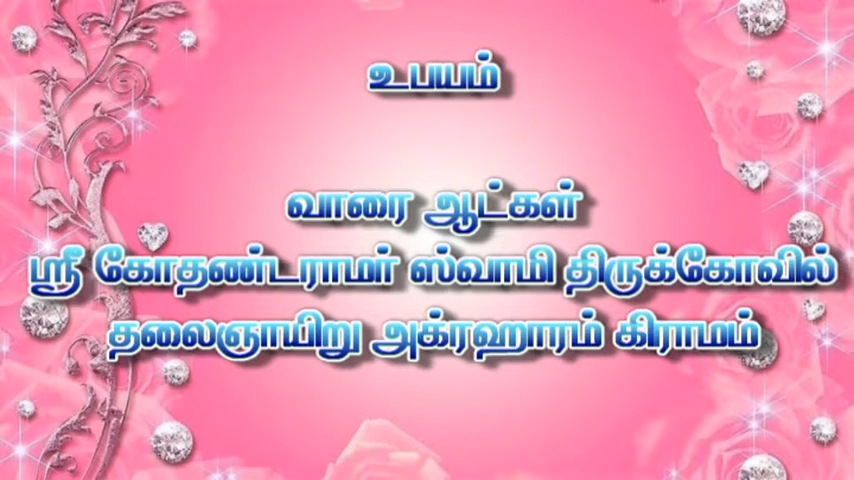 உபயம்
வாரை ஆட்கள்
ஸ்ரீ கோதண்டராமர் ஸ்வாமி திருக்கோவில்
தலைஞாயிறு அக்ரஹாரம் கிராமம்